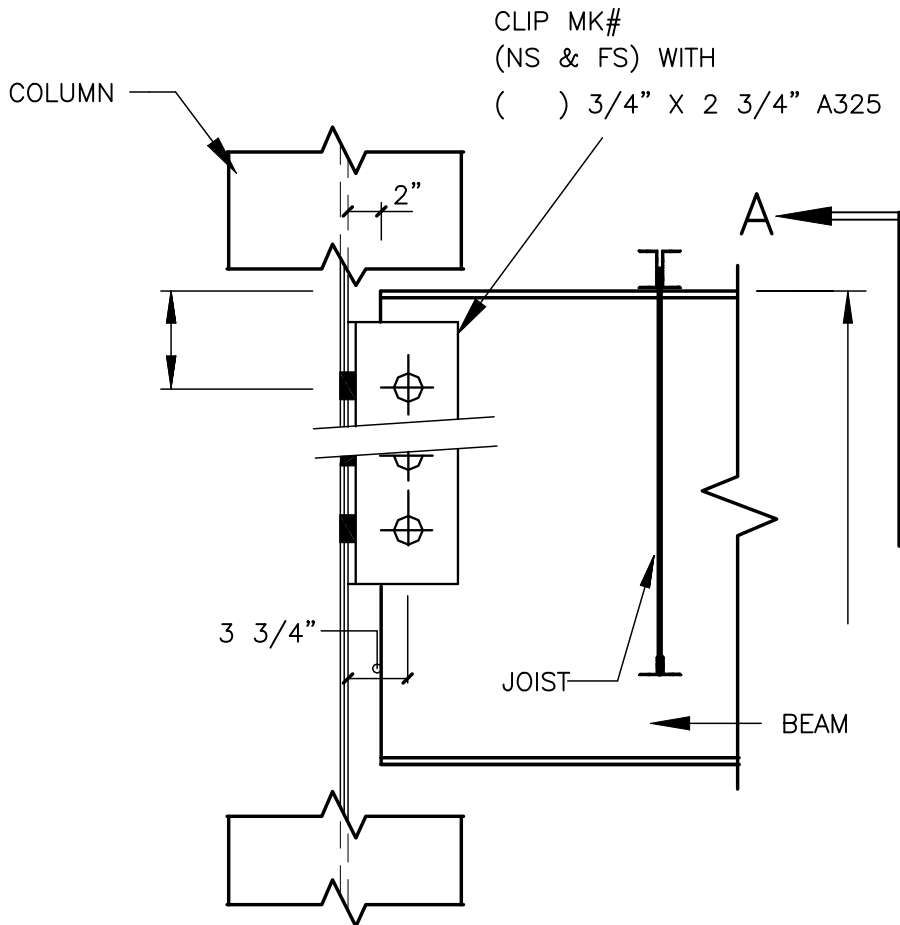 CLIP MK#
(NS & FS) WITH
(    ) 3/4” X 2 3/4” A325
COLUMN
2”
A
3 3/4”
JOIST
BEAM